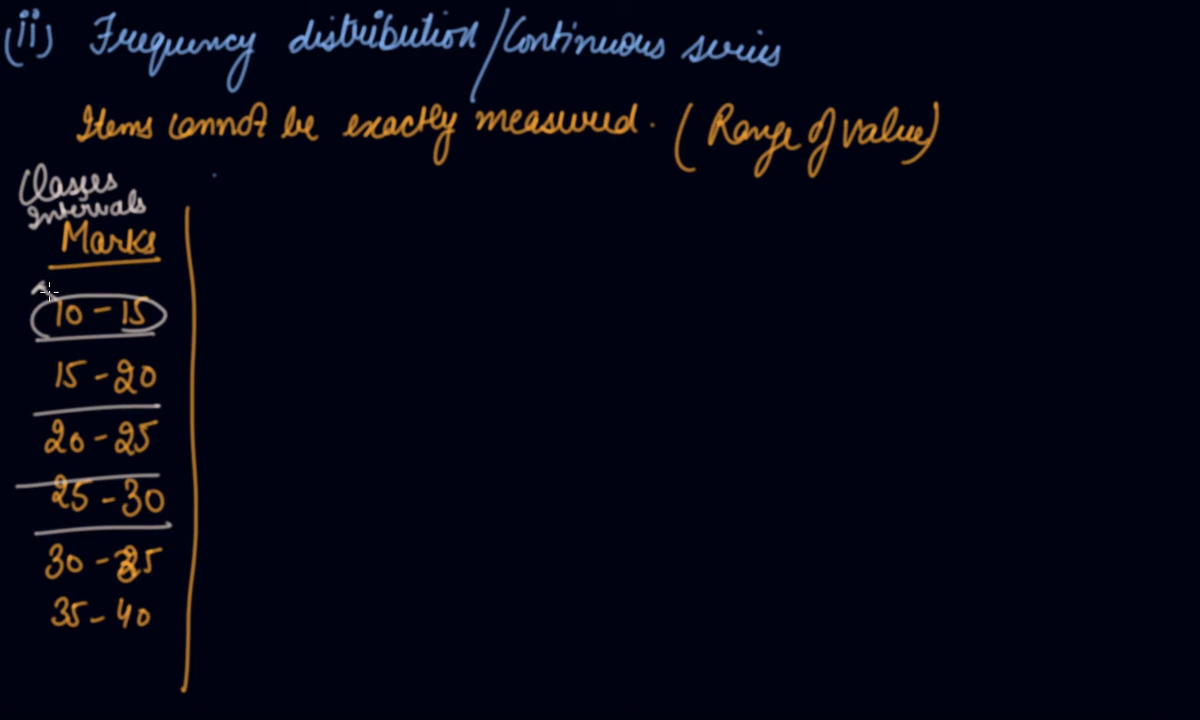 (ii) Frequency distribution/Continuous series
Items cannot be exactly measured. (Range of value)
Classes
Intervals
Marks
10 - 15
15 - 20
20 - 25
25 - 30
30 - 35
35 - 40